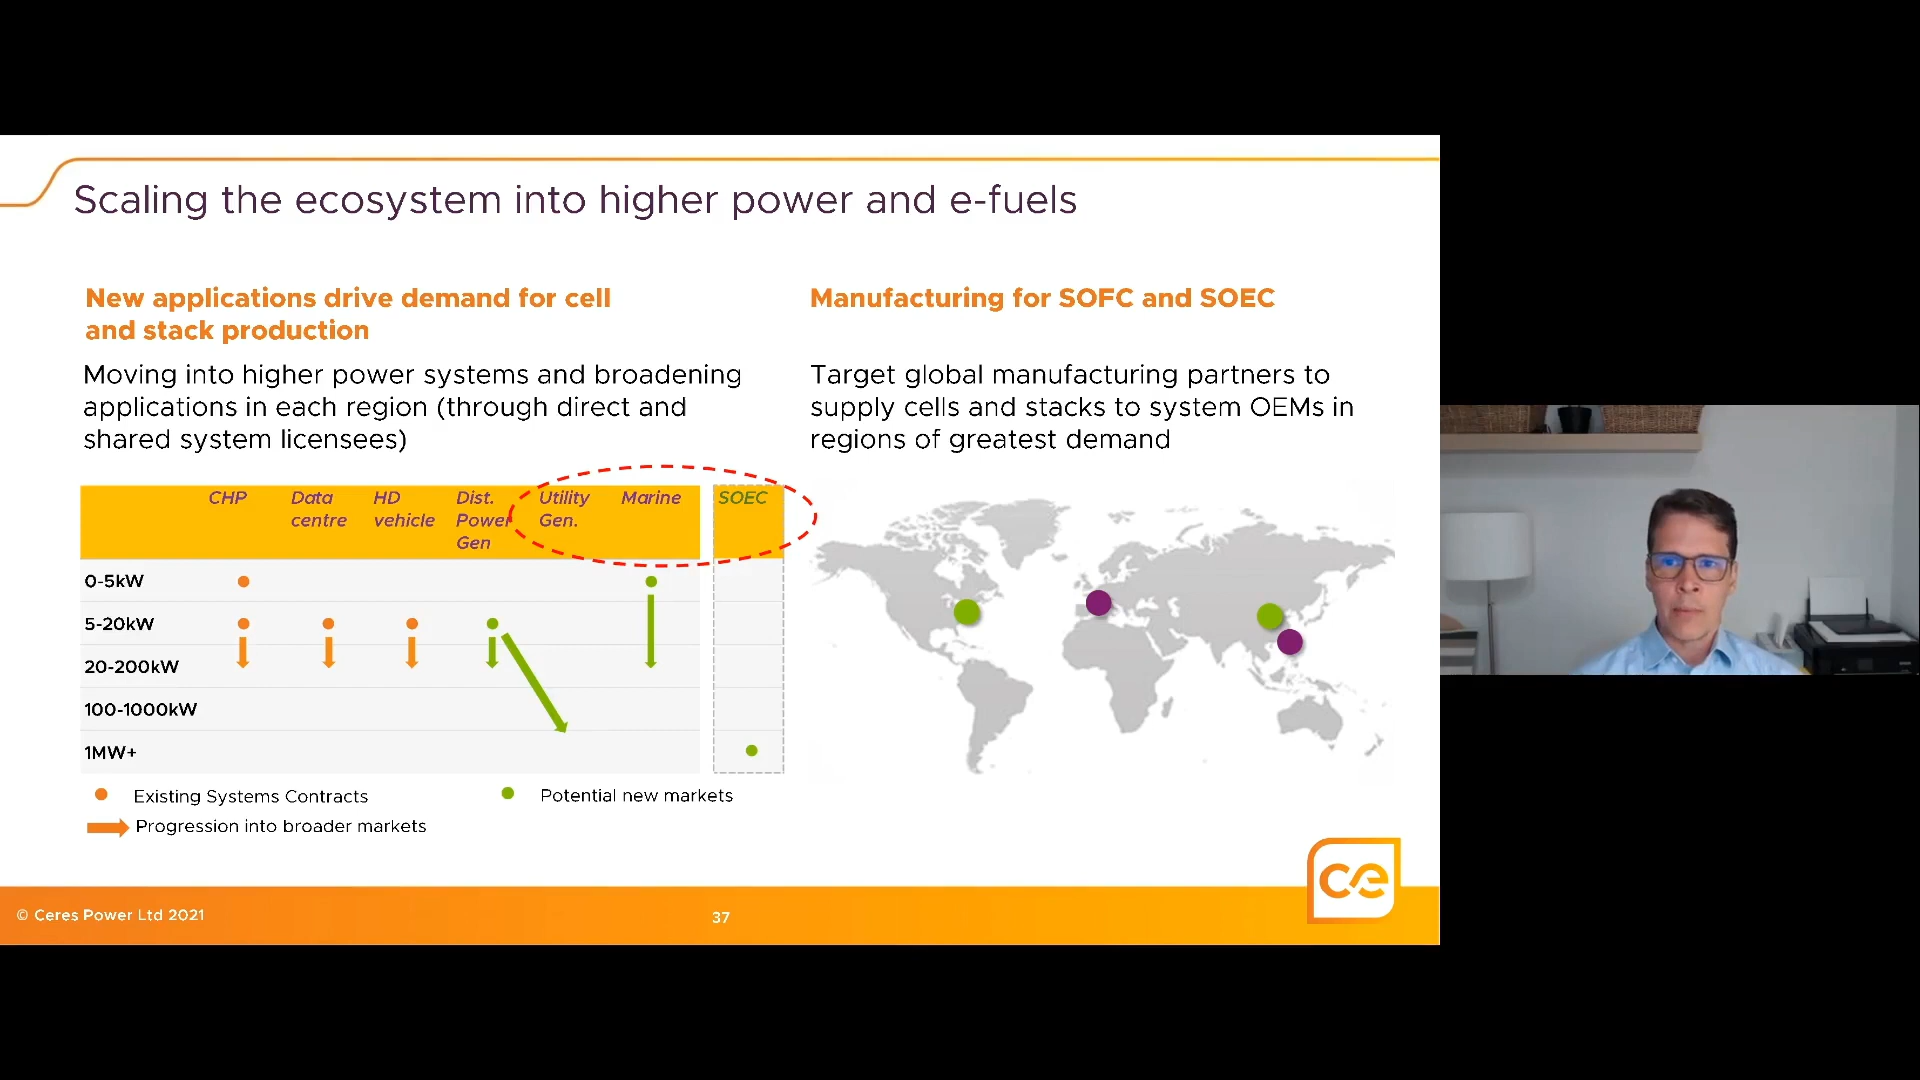 Scaling the ecosystem into higher power and e-fuels
New applications drive demand for cell
and stack production
Moving into higher power systems and broadening
applications in each region (through direct and
shared system licensees)
CHP
Data
centre
HD
vehicle
Dist.
Power
Gen
Utility
Gen.
Marine
SOEC
0-5kW
5-20kW
20-200kW
100-1000kW
1MW+
Existing Systems Contracts
Potential new markets
Progression into broader markets
Manufacturing for SOFC and SOEC
Target global manufacturing partners to
supply cells and stacks to system OEMs in
regions of greatest demand
ce
© Ceres Power Ltd 2021
37